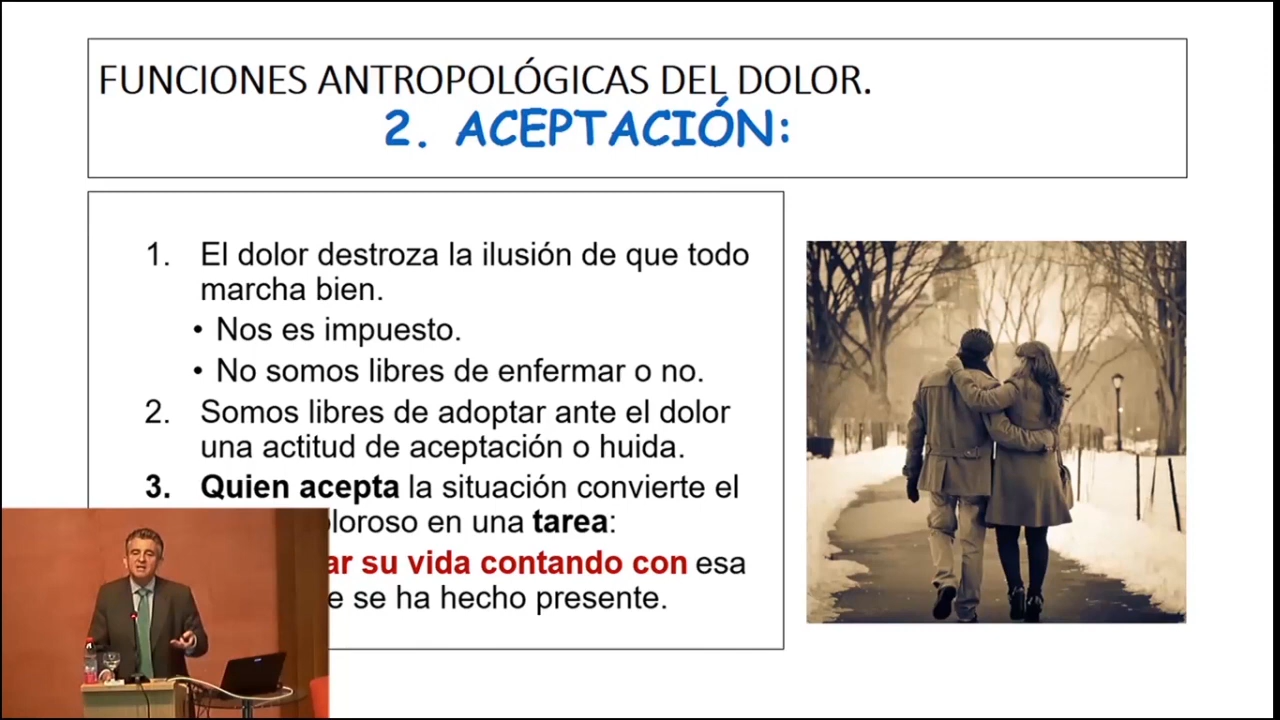 FUNCIONES ANTROPOLÓGICAS DEL DOLOR.
2. ACEPTACIÓN:
1. El dolor destroza la ilusión de que todo
marcha bien.
• Nos es impuesto.
• No somos libres de enfermar o no.
2. Somos libres de adoptar ante el dolor
una actitud de aceptación o huida.
3. Quien acepta la situación convierte el
en una tarea:
su vida contando con esa
se ha hecho presente.